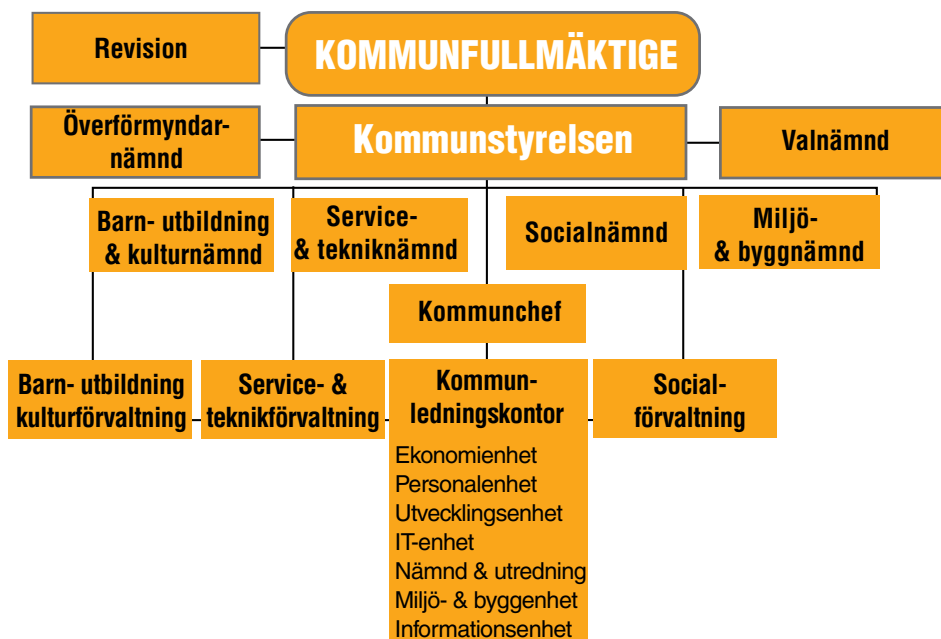 Revision
KOMMUNFULLMÄKTIGE
Överförmyndar-
nämnd
Kommunstyrelsen
Valnämnd
Barn- utbildning
& kulturnämnd
Service-
& tekniknämnd
Socialnämnd
Miljö-
& byggnämnd
Kommunchef
Barn- utbildning
kulturförvaltning
Service- &
teknikförvaltning
Kommun-
ledningskontor
Ekonomienhet
Personalenhet
Utvecklingsenhet
IT-enhet
Nämnd & utredning
Miljö- & byggenhet
Informationsenhet
Social-
förvaltning